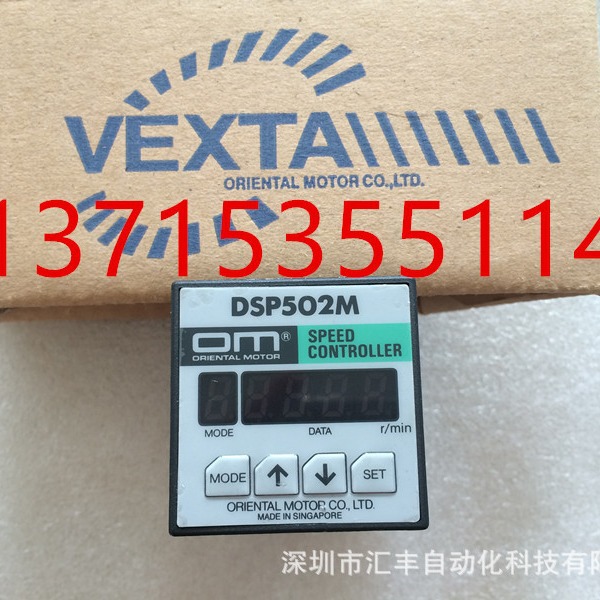 VEXTA
ORIENTAL MOTOR CO.,LTD.
13715355114
DSP502M
OM®
ORIENTAL MOTOR
SPEED
CONTROLLER
MODE
DATA
r/min
MODE
SET
ORIENTAL MOTOR CO., LTD.
MADE IN SINGAPORE
深圳市汇丰自动化科技有限